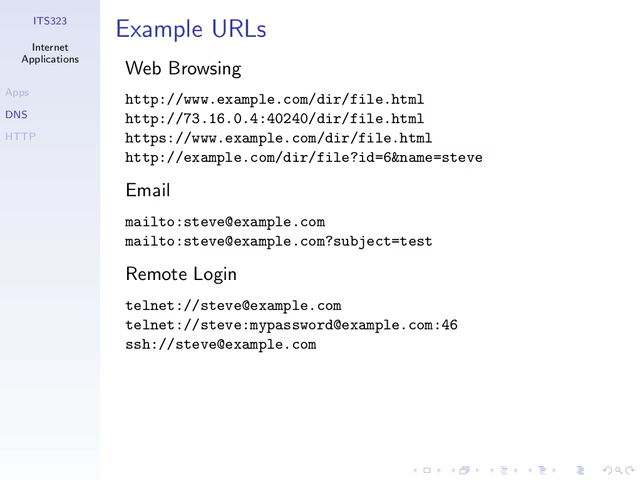 ITS323
Internet
Applications
Apps
DNS
HTTP
Example URLs
Web Browsing
http://www.example.com/dir/file.html
http://73.16.0.4:40240/dir/file.html
https://www.example.com/dir/file.html
http://example.com/dir/file?id=6&name=steve
Email
mailto:steve@example.com
mailto:steve@example.com?subject=test
Remote Login
telnet://steve@example.com
telnet://steve:mypassword@example.com:46
ssh://steve@example.com